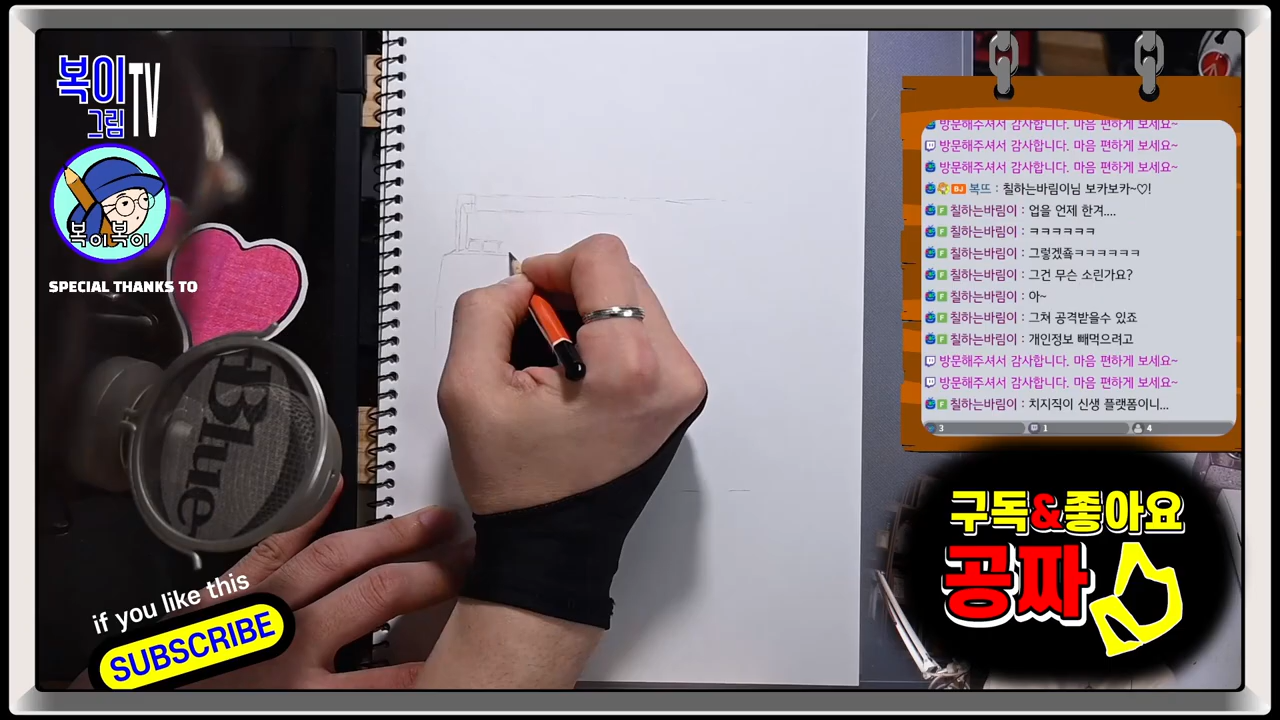 복이TV
그림
복이복이
SPECIAL THANKS TO
Blue
if you like this
SUBSCRIBE
방문해주셔서 감사합니다. 마음 편하게 보세요~
방문해주셔서 감사합니다. 마음 편하게 보세요~
방문해주셔서 감사합니다. 마음 편하게 보세요~
BJ 복뜨 : 칠하는바림이님 보카보카~♡!
F 칠하는바림이 : 업을 언제 한겨....
F 칠하는바림이 : ㅋㅋㅋㅋㅋㅋ
F 칠하는바림이 : 그렇겠죸ㅋㅋㅋㅋㅋㅋ
F 칠하는바림이 : 그건 무슨 소린가요?
F 칠하는바림이 : 아~
F 칠하는바림이 : 그쳐 공격받을수 있죠
F 칠하는바림이 : 개인정보 빼먹으려고
방문해주셔서 감사합니다. 마음 편하게 보세요~
방문해주셔서 감사합니다. 마음 편하게 보세요~
F 칠하는바림이 : 치지직이 신생 플랫폼이니...
3 1 4
구독&좋아요
공짜